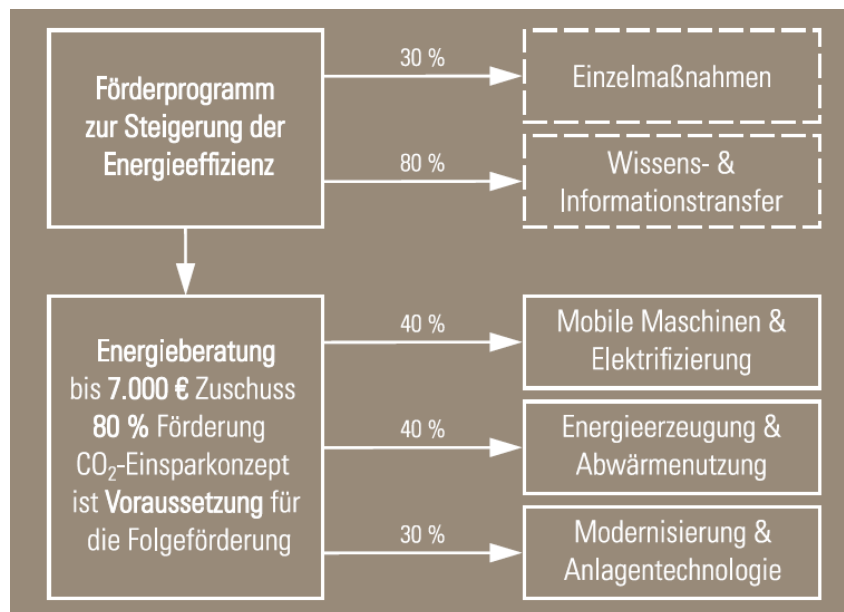 Förderprogramm
zur Steigerung der
Energieeffizienz
30 %
Einzelmaßnahmen
80 %
Wissens- &
Informationstransfer
Energieberatung
bis 7.000 € Zuschuss
80 % Förderung
CO₂-Einsparkonzept
ist Voraussetzung für
die Folgeförderung
40 %
Mobile Maschinen &
Elektrifizierung
40 %
Energieerzeugung &
Abwärmenutzung
30 %
Modernisierung &
Anlagentechnologie